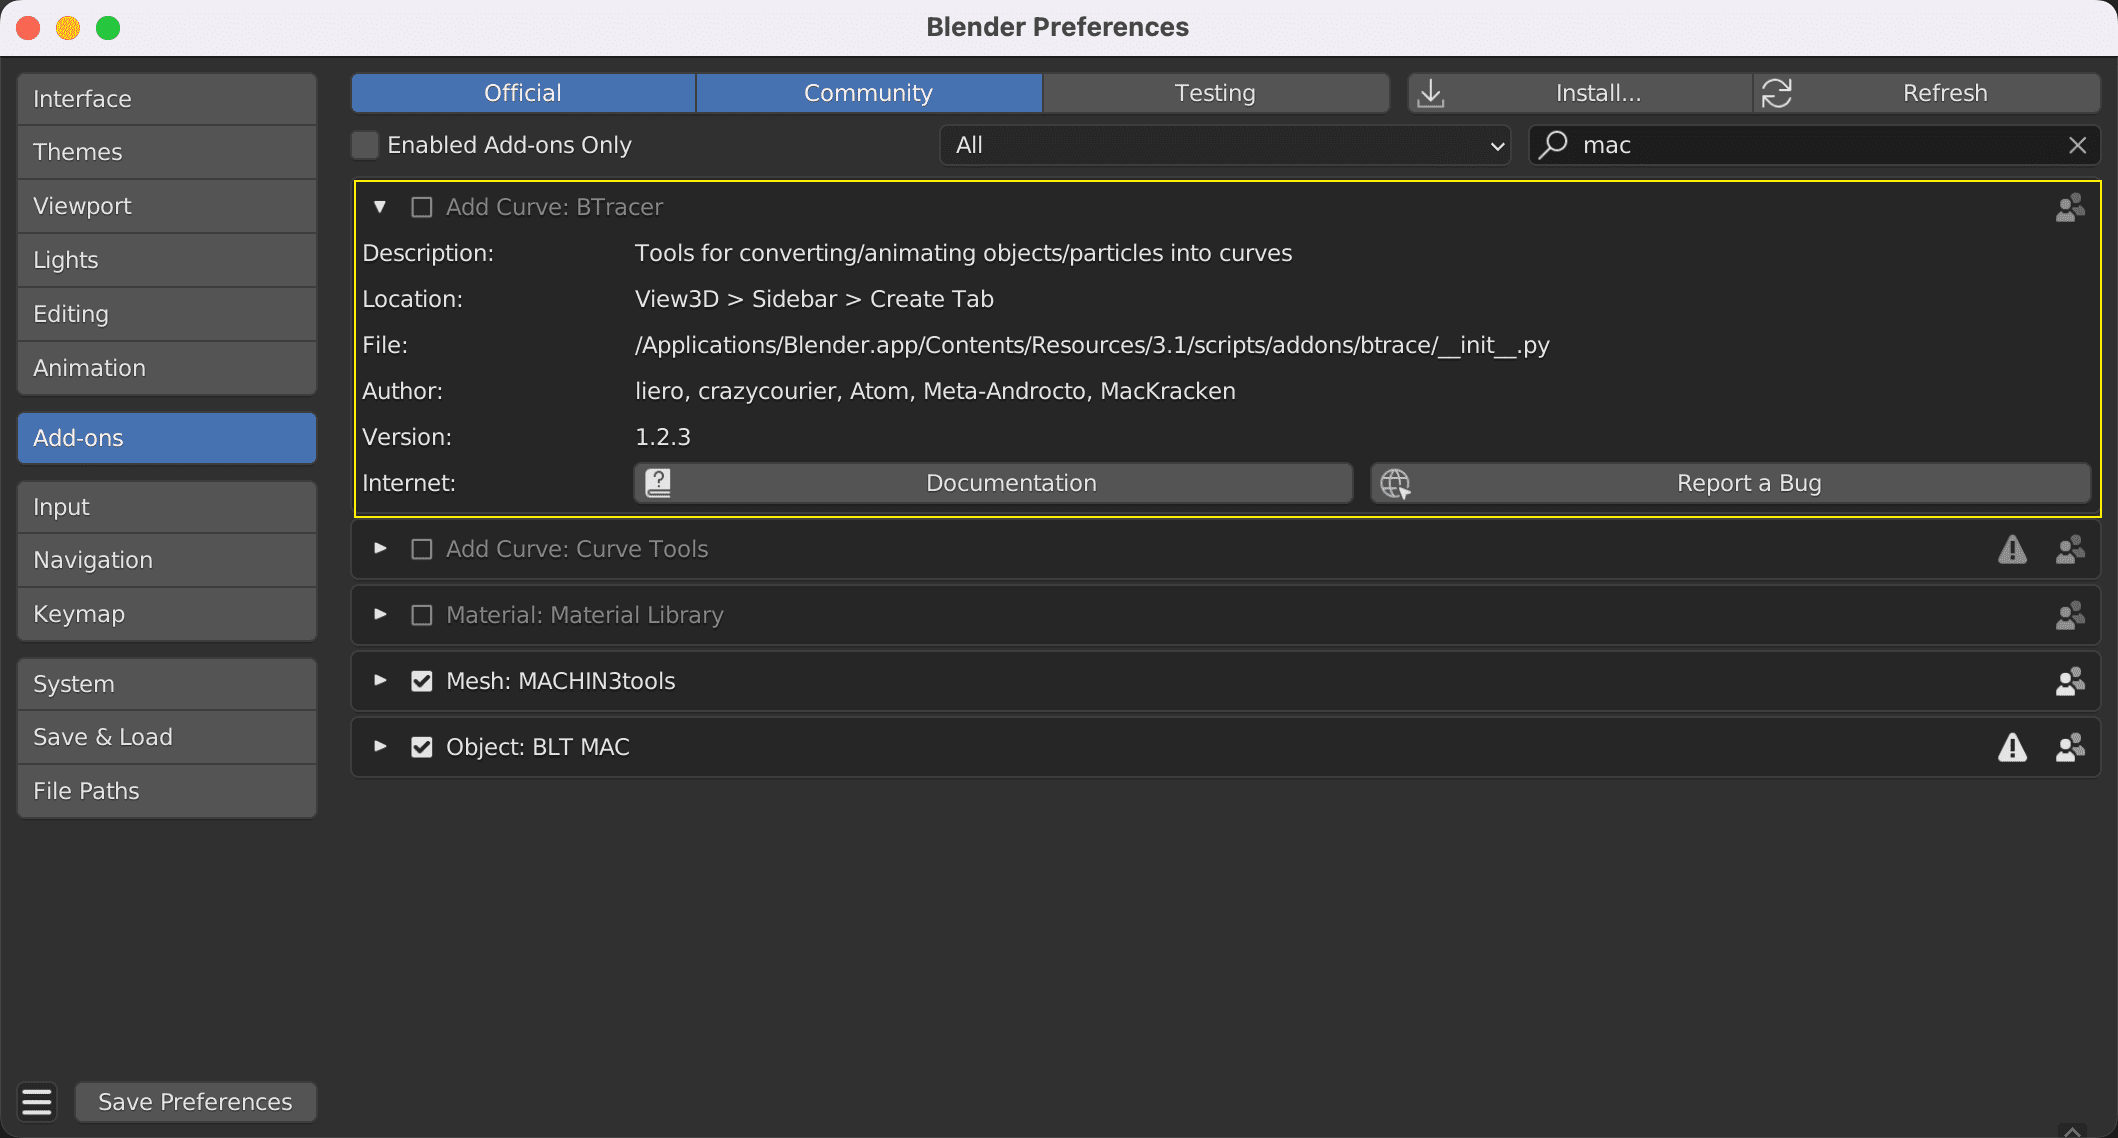 Blender Preferences
Interface
Themes
Viewport
Lights
Editing
Animation
Add-ons
Input
Navigation
Keymap
System
Save & Load
File Paths
Save Preferences
Official Community Testing Install... Refresh
Enabled Add-ons Only All mac
Add Curve: BTracer
Description: Tools for converting/animating objects/particles into curves
Location: View3D > Sidebar > Create Tab
File: /Applications/Blender.app/Contents/Resources/3.1/scripts/addons/btrace/__init__.py
Author: liero, crazycourier, Atom, Meta-Androcto, MacKracken
Version: 1.2.3
Internet: Documentation Report a Bug
Add Curve: Curve Tools
Material: Material Library
Mesh: MACHIN3tools
Object: BLT MAC